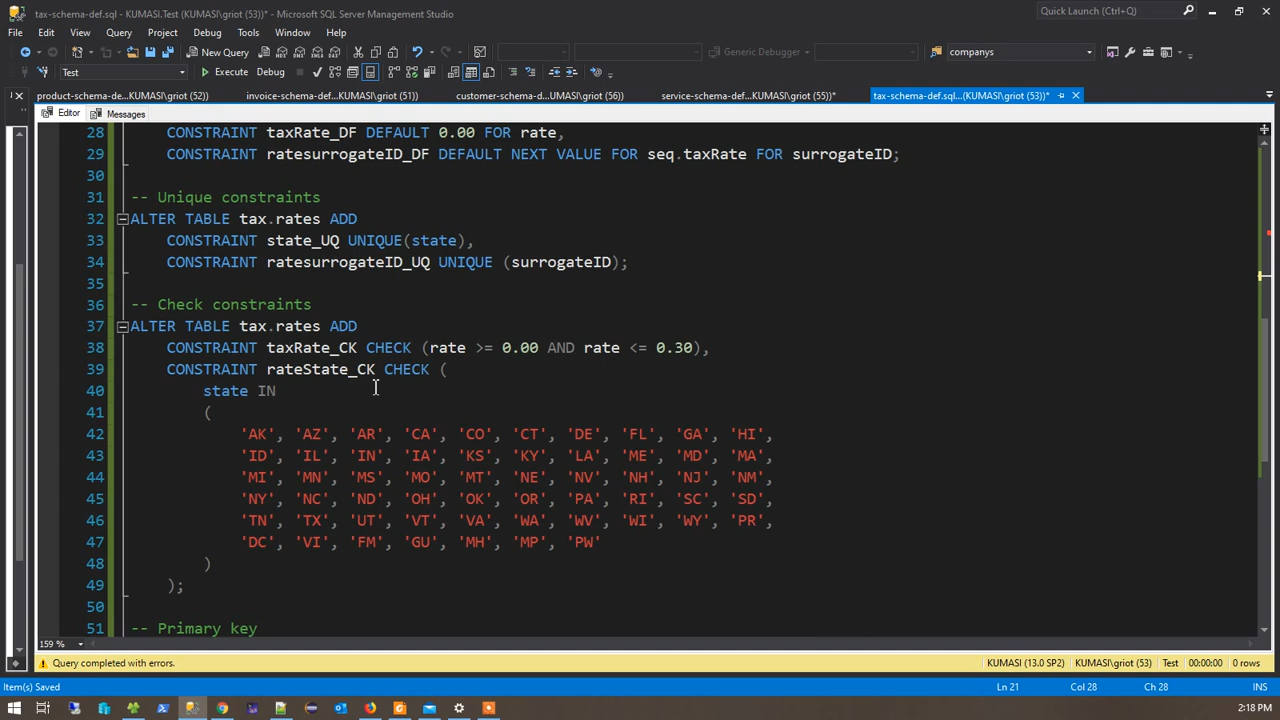 tax-schema-def.sql - KUMASI.Test (KUMASI\griot (53))* - Microsoft SQL Server Management Studio
Quick Launch (Ctrl+Q)
File Edit View Query Project Debug Tools Window Help
New Query
Generic Debugger
companys
Test
Execute Debug
product-schema-de...KUMASI\griot (52))
invoice-schema-def...KUMASI\griot (51))
customer-schema-d...UMASI\griot (56))
service-schema-def...KUMASI\griot (55))*
tax-schema-def.sql...(KUMASI\griot (53))*
Editor Messages
28 CONSTRAINT taxRate_DF DEFAULT 0.00 FOR rate,
29 CONSTRAINT ratesurrogateID_DF DEFAULT NEXT VALUE FOR seq.taxRate FOR surrogateID;
30
31 -- Unique constraints
32 ALTER TABLE tax.rates ADD
33 CONSTRAINT state_UQ UNIQUE(state),
34 CONSTRAINT ratesurrogateID_UQ UNIQUE (surrogateID);
35
36 -- Check constraints
37 ALTER TABLE tax.rates ADD
38 CONSTRAINT taxRate_CK CHECK (rate >= 0.00 AND rate <= 0.30),
39 CONSTRAINT rateState_CK CHECK (
40 state IN
41 (
42 'AK', 'AZ', 'AR', 'CA', 'CO', 'CT', 'DE', 'FL', 'GA', 'HI',
43 'ID', 'IL', 'IN', 'IA', 'KS', 'KY', 'LA', 'ME', 'MD', 'MA',
44 'MI', 'MN', 'MS', 'MO', 'MT', 'NE', 'NV', 'NH', 'NJ', 'NM',
45 'NY', 'NC', 'ND', 'OH', 'OK', 'OR', 'PA', 'RI', 'SC', 'SD',
46 'TN', 'TX', 'UT', 'VT', 'VA', 'WA', 'WV', 'WI', 'WY', 'PR',
47 'DC', 'VI', 'FM', 'GU', 'MH', 'MP', 'PW'
48 )
49 );
50
51 -- Primary key
159 %
Query completed with errors.
KUMASI (13.0 SP2) KUMASI\griot (53) Test 00:00:00 0 rows
Item(s) Saved
Ln 21 Col 28 Ch 28 INS
2:18 PM